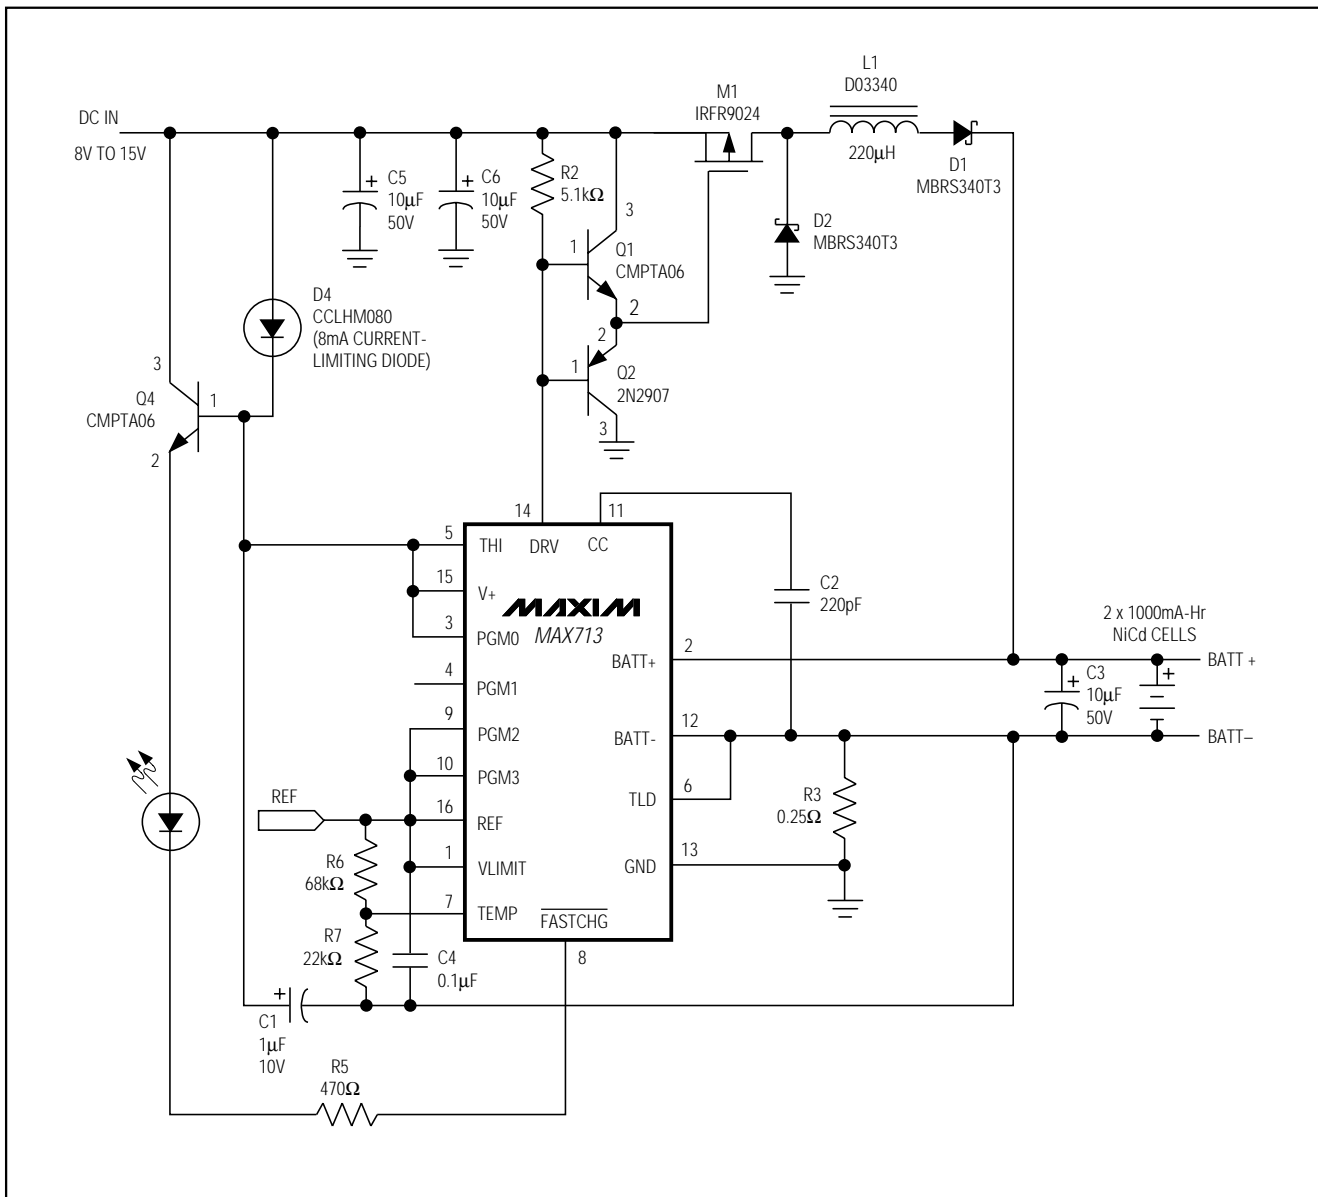 L1
D03340
M1
IRFR9024
DC IN
8V TO 15V
220μH
D1
MBRS340T3
C5
10μF
50V
C6
10μF
50V
R2
5.1kΩ
3
1
Q1
CMPTA06
2
D2
MBRS340T3
D4
CCLHM080
(8mA CURRENT-
LIMITING DIODE)
2
1
Q2
2N2907
3
3
Q4
CMPTA06
1
2
14
11
5
THI
DRV
CC
15
V+
MAXIM
MAX713
3
PGM0
4
PGM1
9
PGM2
10
PGM3
REF
16
REF
1
VLIMIT
7
TEMP
FASTCHG
8
C2
220pF
2 x 1000mA-Hr
NiCd CELLS
2
BATT+
BATT +
C3
10μF
50V
12
BATT-
BATT–
6
TLD
R3
0.25Ω
13
GND
R6
68kΩ
R7
22kΩ
C4
0.1μF
C1
1μF
10V
R5
470Ω